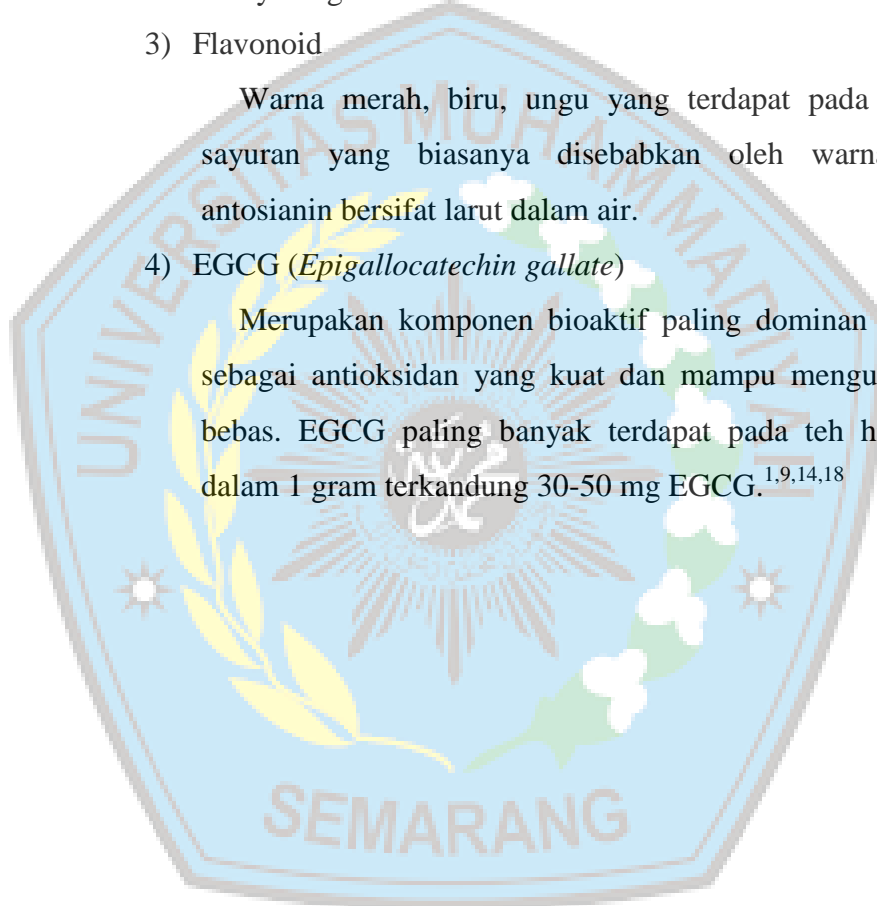 3) Flavonoid
Warna merah, biru, ungu yang terdapat pada
sayuran yang biasanya disebabkan oleh
antosianin bersifat larut dalam air.
4) EGCG (Epigallocatechin gallate)
Merupakan komponen bioaktif paling dominan
sebagai antioksidan yang kuat dan mampu
bebas. EGCG paling banyak terdapat pada teh
dalam 1 gram terkandung 30-50 mg EGCG.1,9,14,18
UNIVERSITAS MUHAMMADIYAH
SEMARANG